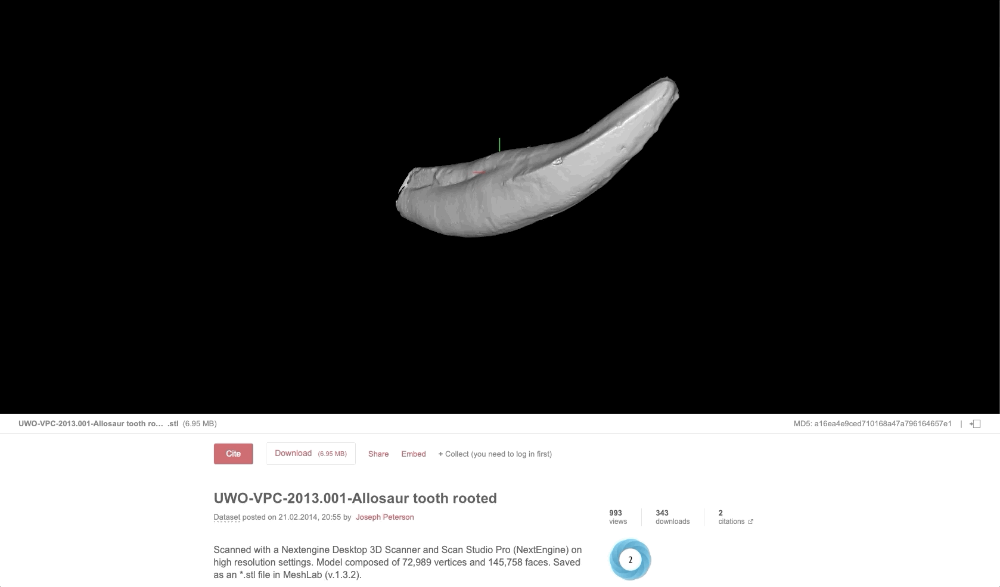 UWO-VPC-2013.001-Allosaur tooth ro... .stl (6.95 MB)
MD5: a16ea4e9ced710168a47a796164657e1 |
Cite
Download (6.95 MB)
Share
Embed
+ Collect (you need to log in first)
UWO-VPC-2013.001-Allosaur tooth rooted
Dataset posted on 21.02.2014, 20:55 by Joseph Peterson
993
views
343
downloads
2
citations
Scanned with a Nextengine Desktop 3D Scanner and Scan Studio Pro (NextEngine) on
high resolution settings. Model composed of 72,989 vertices and 145,758 faces. Saved
as an *.stl file in MeshLab (v.1.3.2).
2